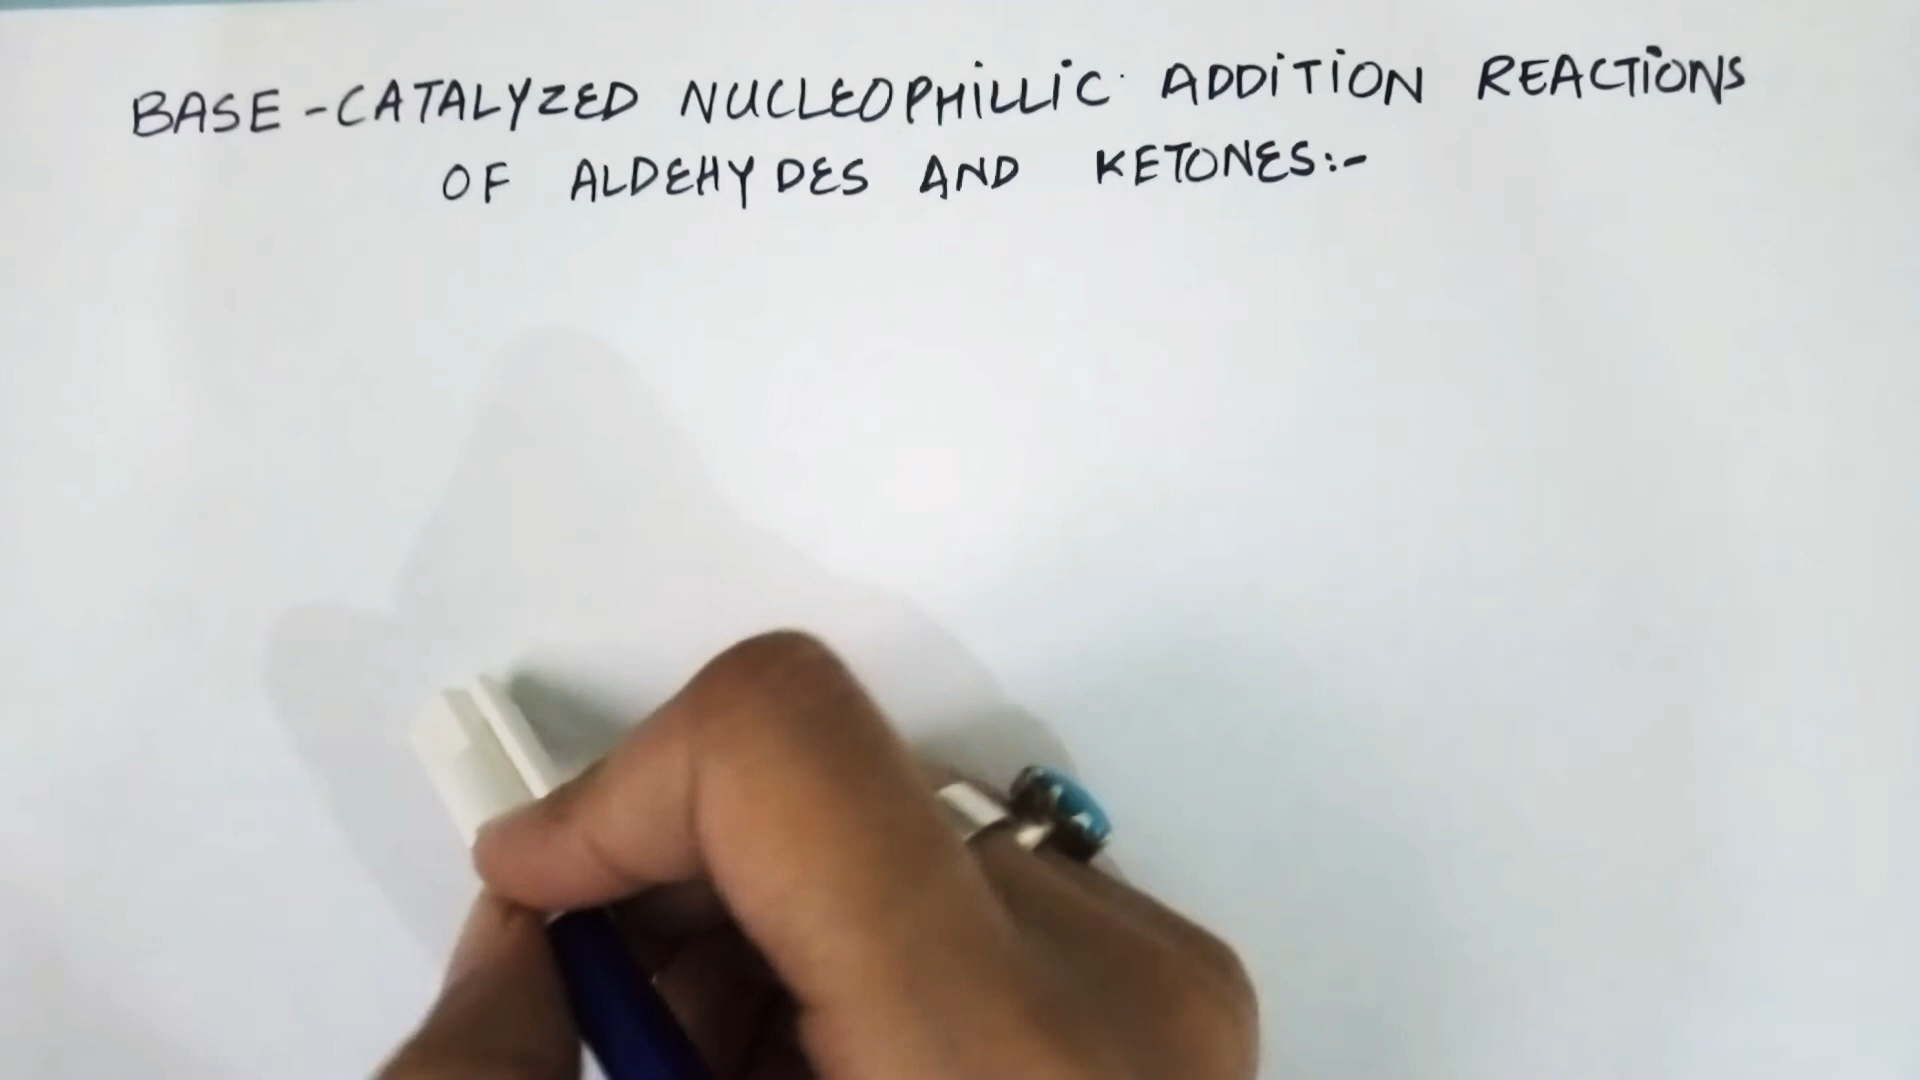 BASE-CATALYZED NUCLEOPHILLIC ADDITION REACTIONS
OF ALDEHYDES AND KETONES:-